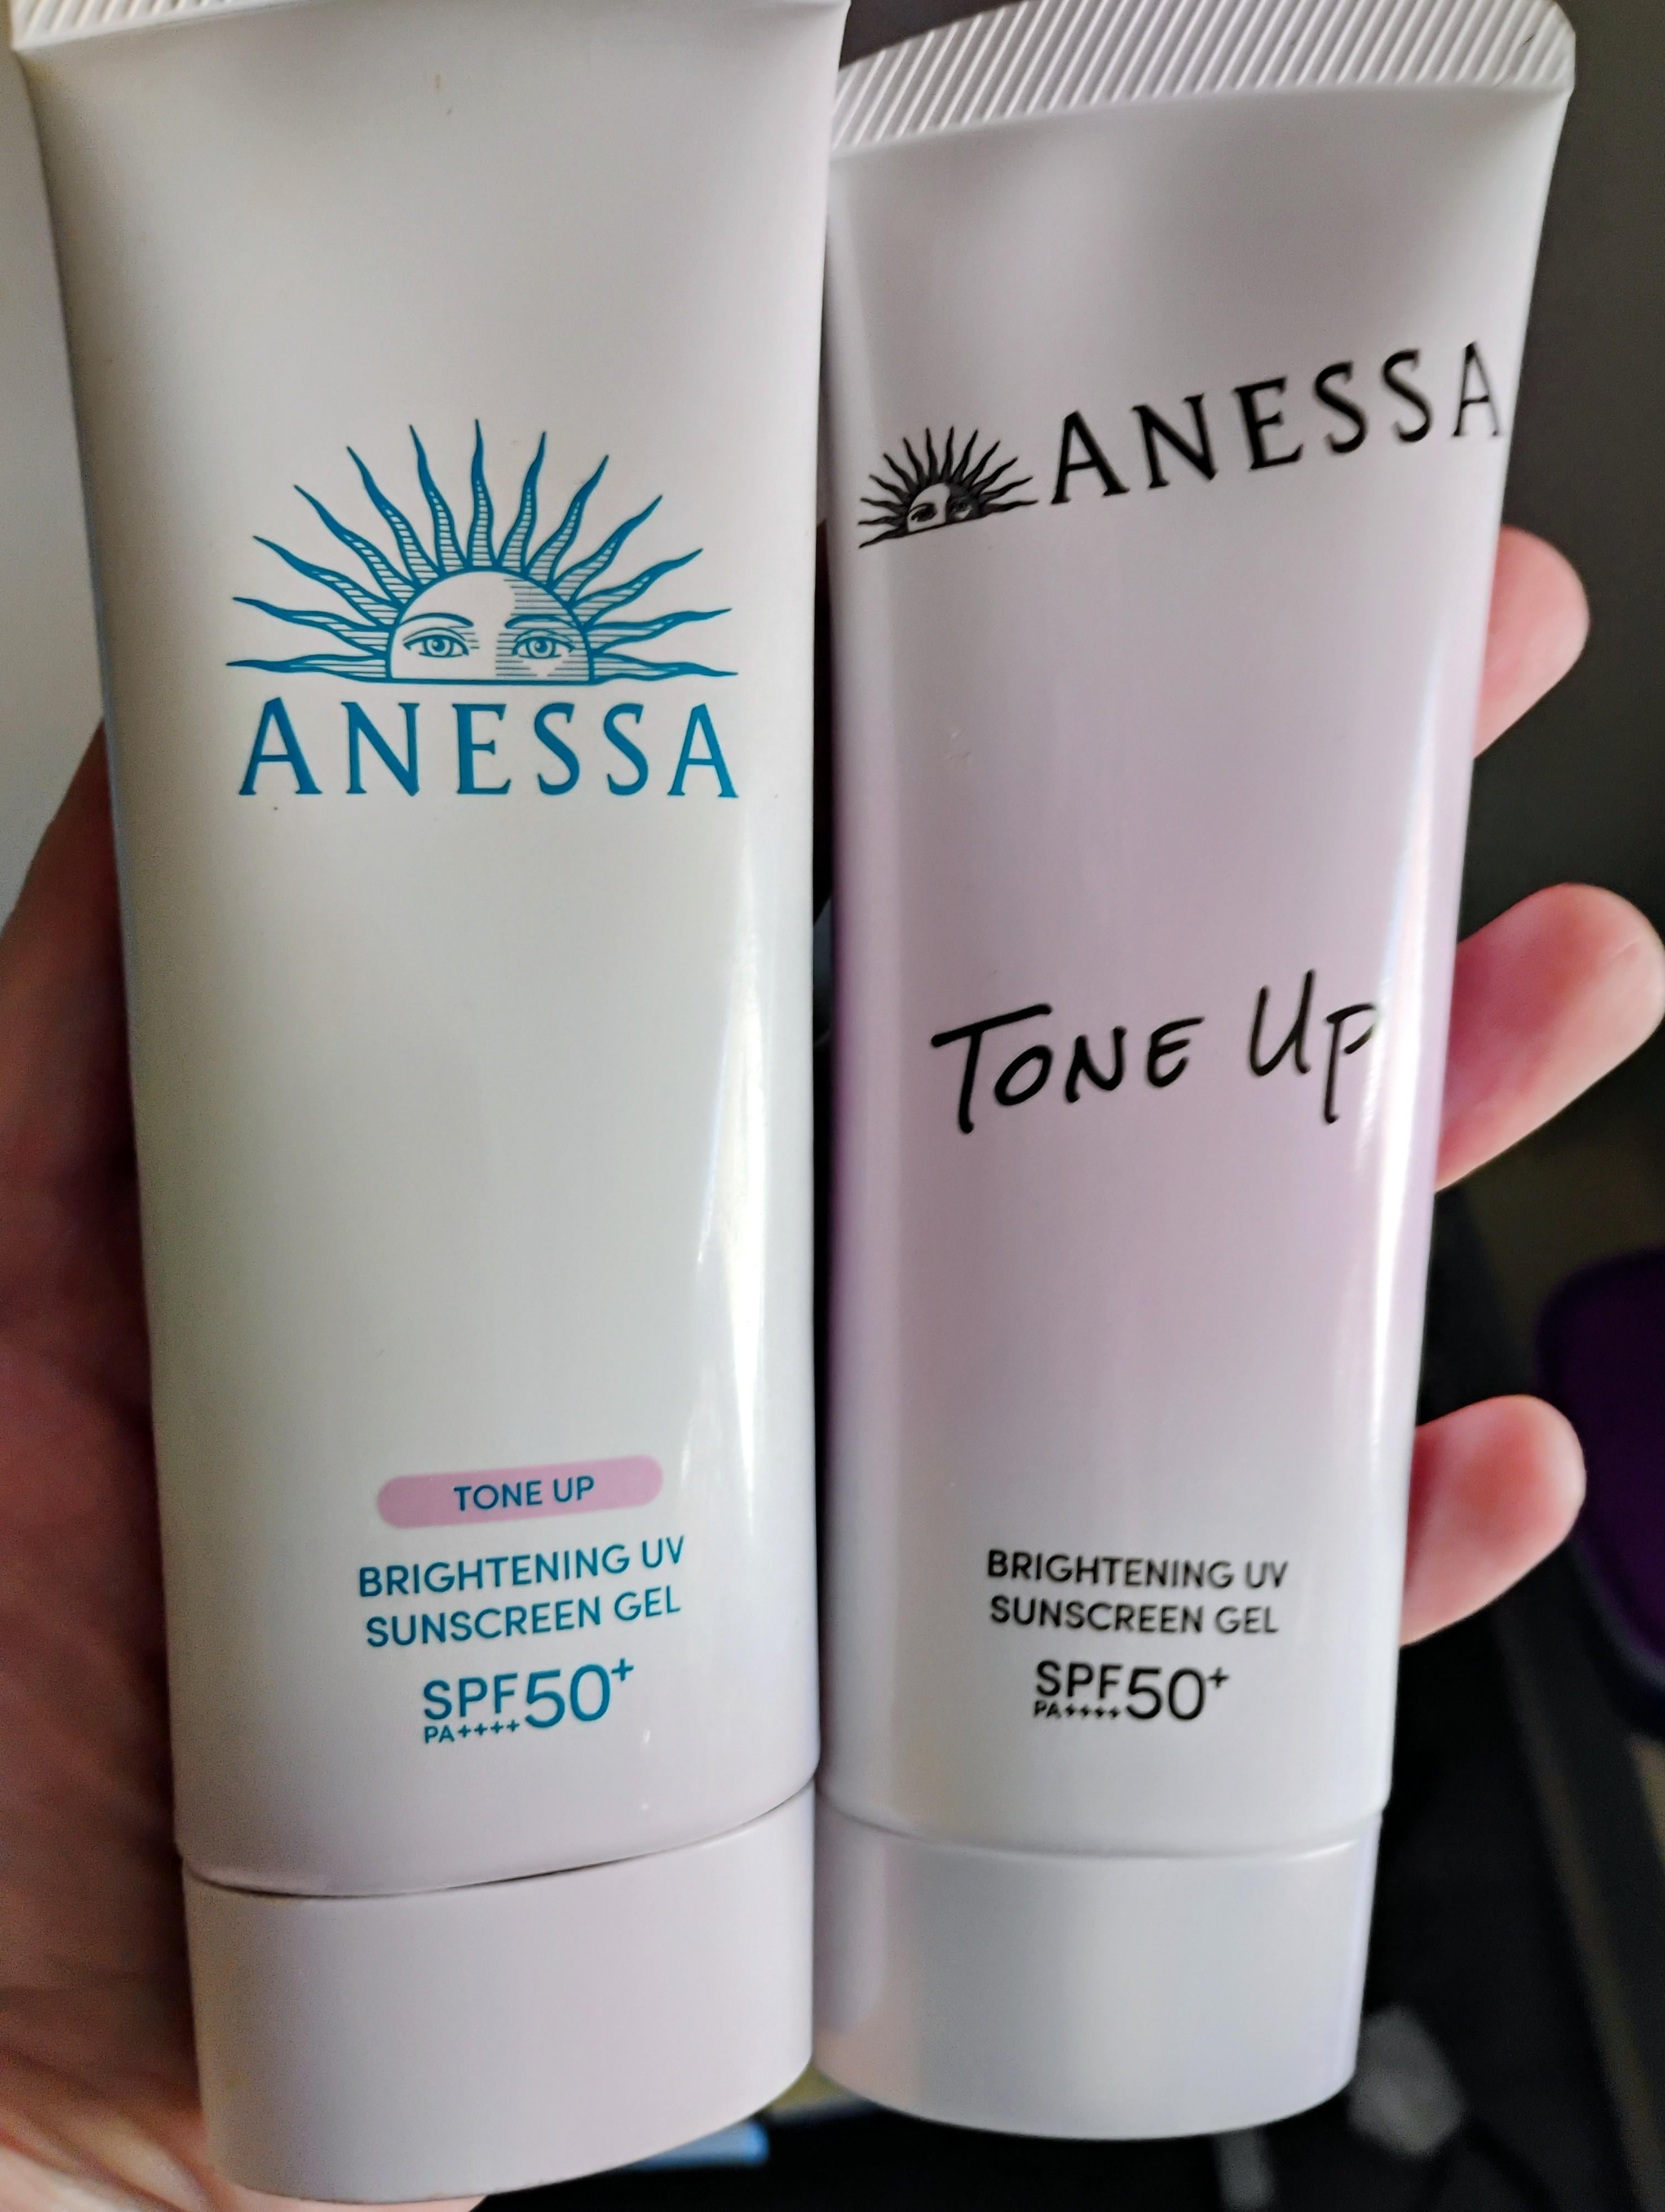 ANESSA
TONE UP
BRIGHTENING UV
SUNSCREEN GEL
SPF50+
PA++++
ANESSA
TONE UP
BRIGHTENING UV
SUNSCREEN GEL
SPF50+
PA++++